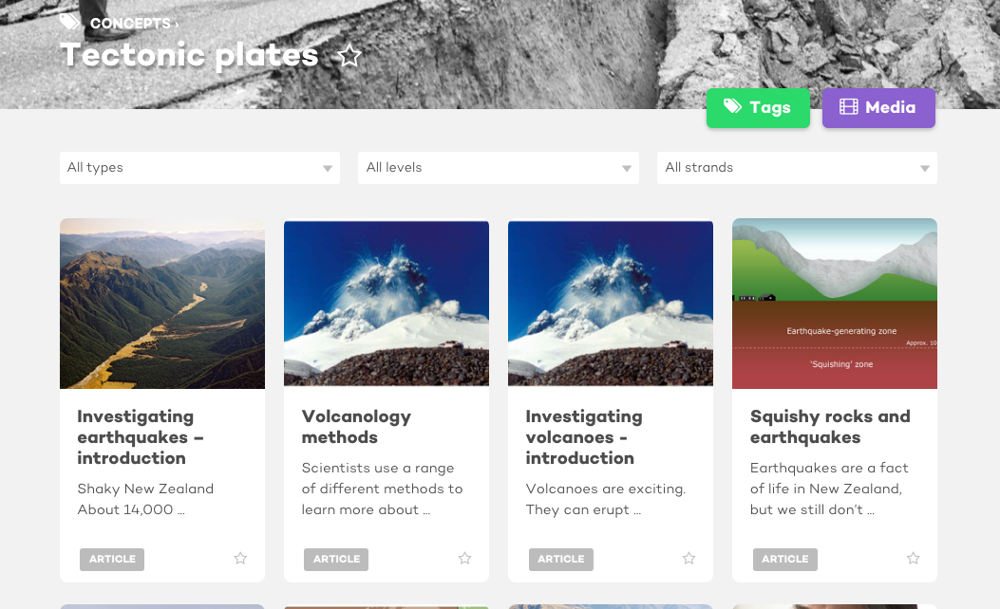 CONCEPTS ›
Tectonic plates
Tags
Media
All types
All levels
All strands
Earthquake-generating zone
Approx. 10
'Squishing' zone
Investigating
earthquakes –
introduction
Shaky New Zealand
About 14,000 ...
ARTICLE
Volcanology
methods
Scientists use a range
of different methods to
learn more about ...
ARTICLE
Investigating
volcanoes -
introduction
Volcanoes are exciting.
They can erupt ...
ARTICLE
Squishy rocks and
earthquakes
Earthquakes are a fact
of life in New Zealand,
but we still don’t ...
ARTICLE